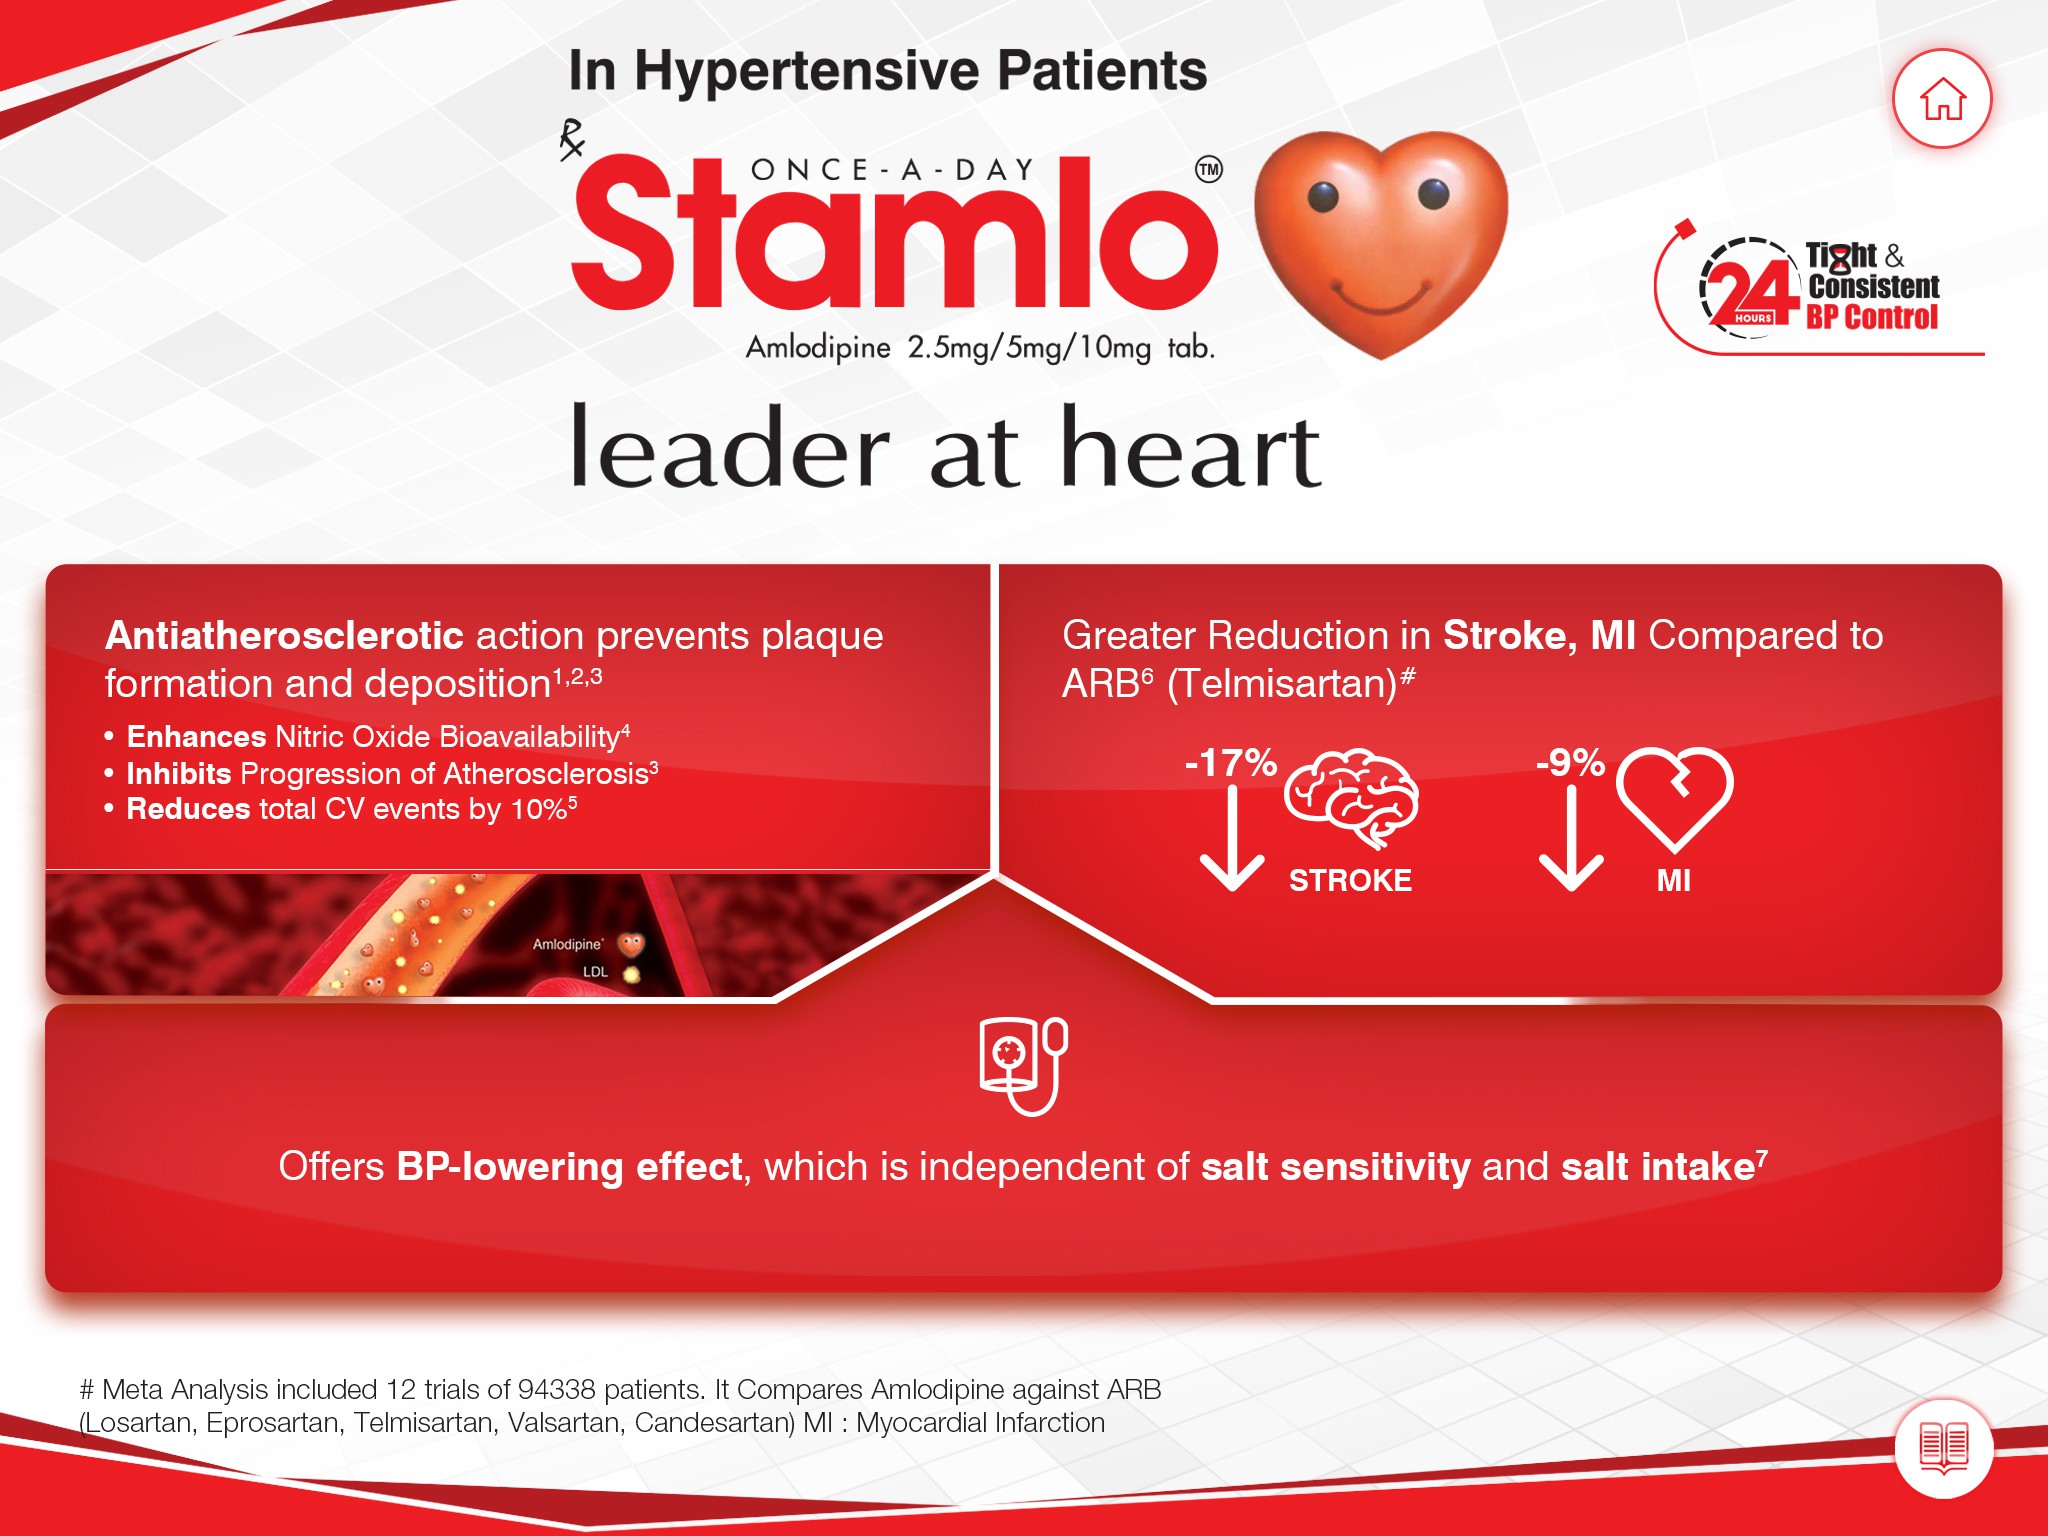 In Hypertensive Patients
℞
ONCE-A-DAY
Stamlo™
Amlodipine 2.5mg/5mg/10mg tab.
leader at heart
24 HOURS
Tight &
Consistent
BP Control
Antiatherosclerotic action prevents plaque
formation and deposition1,2,3
• Enhances Nitric Oxide Bioavailability4
• Inhibits Progression of Atherosclerosis3
• Reduces total CV events by 10%5
Amlodipine*
LDL
Greater Reduction in Stroke, MI Compared to
ARB6 (Telmisartan)#
-17%
STROKE
-9%
MI
Offers BP-lowering effect, which is independent of salt sensitivity and salt intake7
# Meta Analysis included 12 trials of 94338 patients. It Compares Amlodipine against ARB
(Losartan, Eprosartan, Telmisartan, Valsartan, Candesartan) MI : Myocardial Infarction